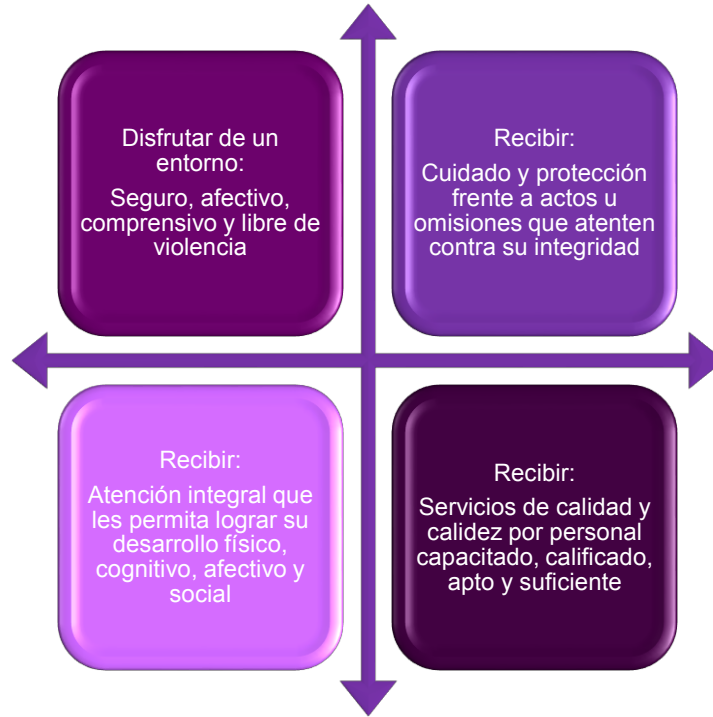 Disfrutar de un
entorno:
Seguro, afectivo,
comprensivo y libre de
violencia
Recibir:
Cuidado y protección
frente a actos u
omisiones que atenten
contra su integridad
Recibir:
Atención integral que
les permita lograr su
desarrollo físico,
cognitivo, afectivo y
social
Recibir:
Servicios de calidad y
calidez por personal
capacitado, calificado,
apto y suficiente